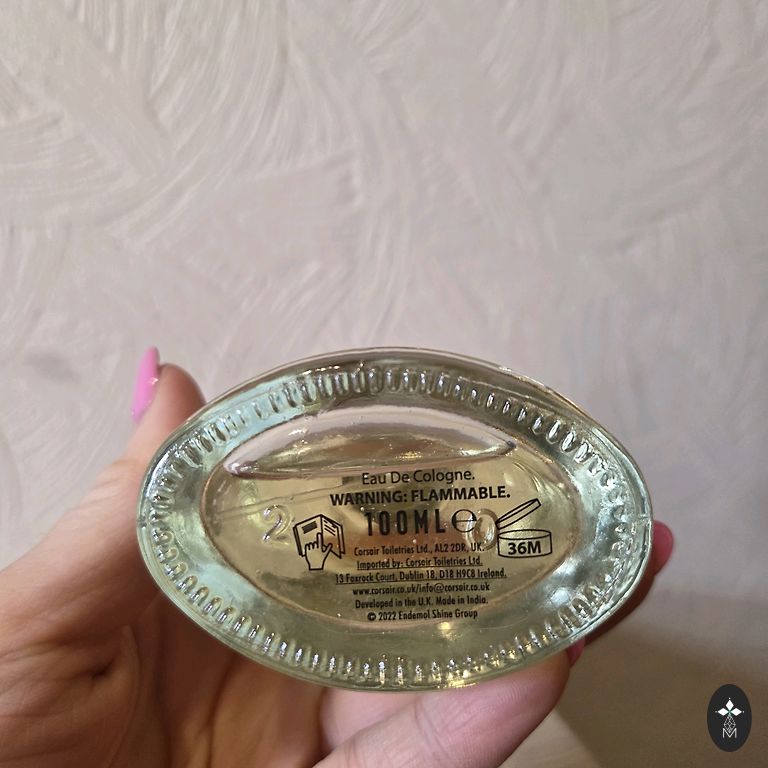 Eau De Cologne.
WARNING: FLAMMABLE.
100ML ℮
36M
Corsair Toiletries Ltd., AL2 2DR, UK.
Imported by: Corsair Toiletries Ltd.
13 Foxrock Court, Dublin 18, D18 H9C8 Ireland.
www.corsair.co.uk/info@corsair.co.uk
Developed in the U.K. Made in India.
© 2022 Endemol Shine Group
2
M